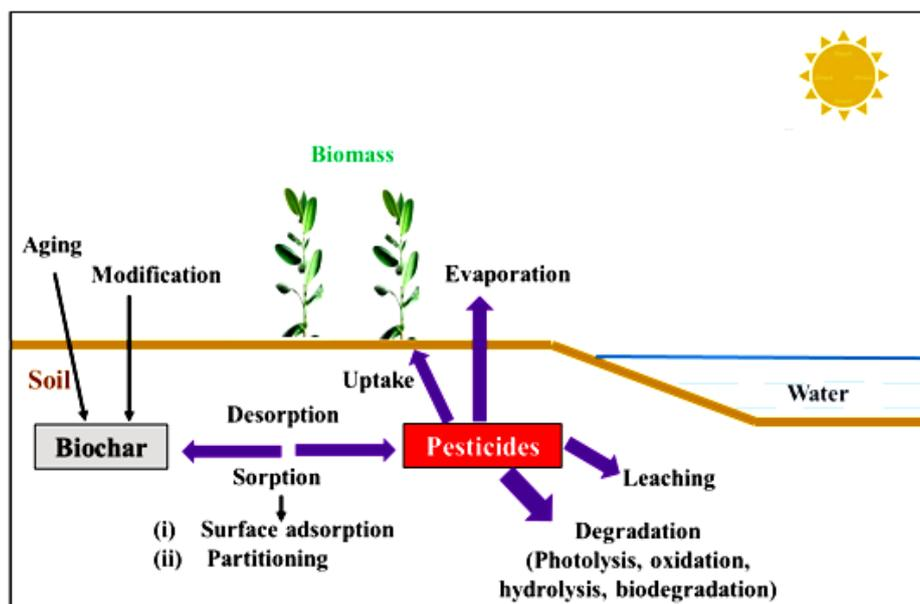 Biomass
Aging
Modification
Evaporation
Soil
Uptake
Water
Desorption
Biochar
Pesticides
Sorption
Leaching
(i) Surface adsorption
(ii) Partitioning
Degradation
(Photolysis, oxidation,
hydrolysis, biodegradation)